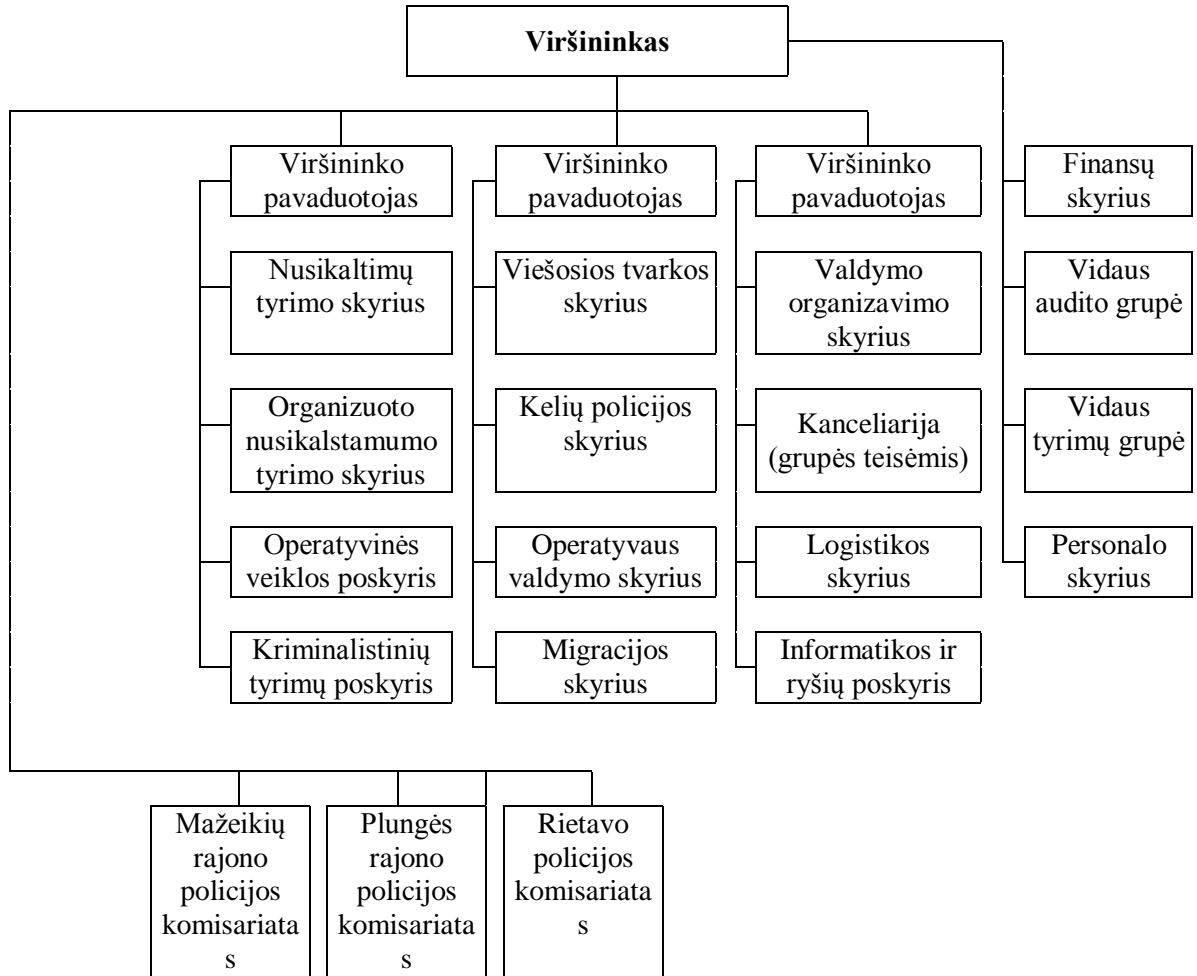 Viršininkas
Viršininko
pavaduotojas
Viršininko
pavaduotojas
Viršininko
pavaduotojas
Finansų
skyrius
Nusikaltimų
tyrimo skyrius
Viešosios tvarkos
skyrius
Valdymo
organizavimo
skyrius
Vidaus
audito grupė
Organizuoto
nusikalstamumo
tyrimo skyrius
Kelių policijos
skyrius
Kanceliarija
(grupės teisėmis)
Vidaus
tyrimų grupė
Operatyvinės
veiklos poskyris
Operatyvaus
valdymo skyrius
Logistikos
skyrius
Personalo
skyrius
Kriminalistinių
tyrimų poskyris
Migracijos
skyrius
Informatikos ir
ryšių poskyris
Mažeikių
rajono
policijos
komisariata
s
Plungės
rajono
policijos
komisariata
s
Rietavo
policijos
komisariata
s